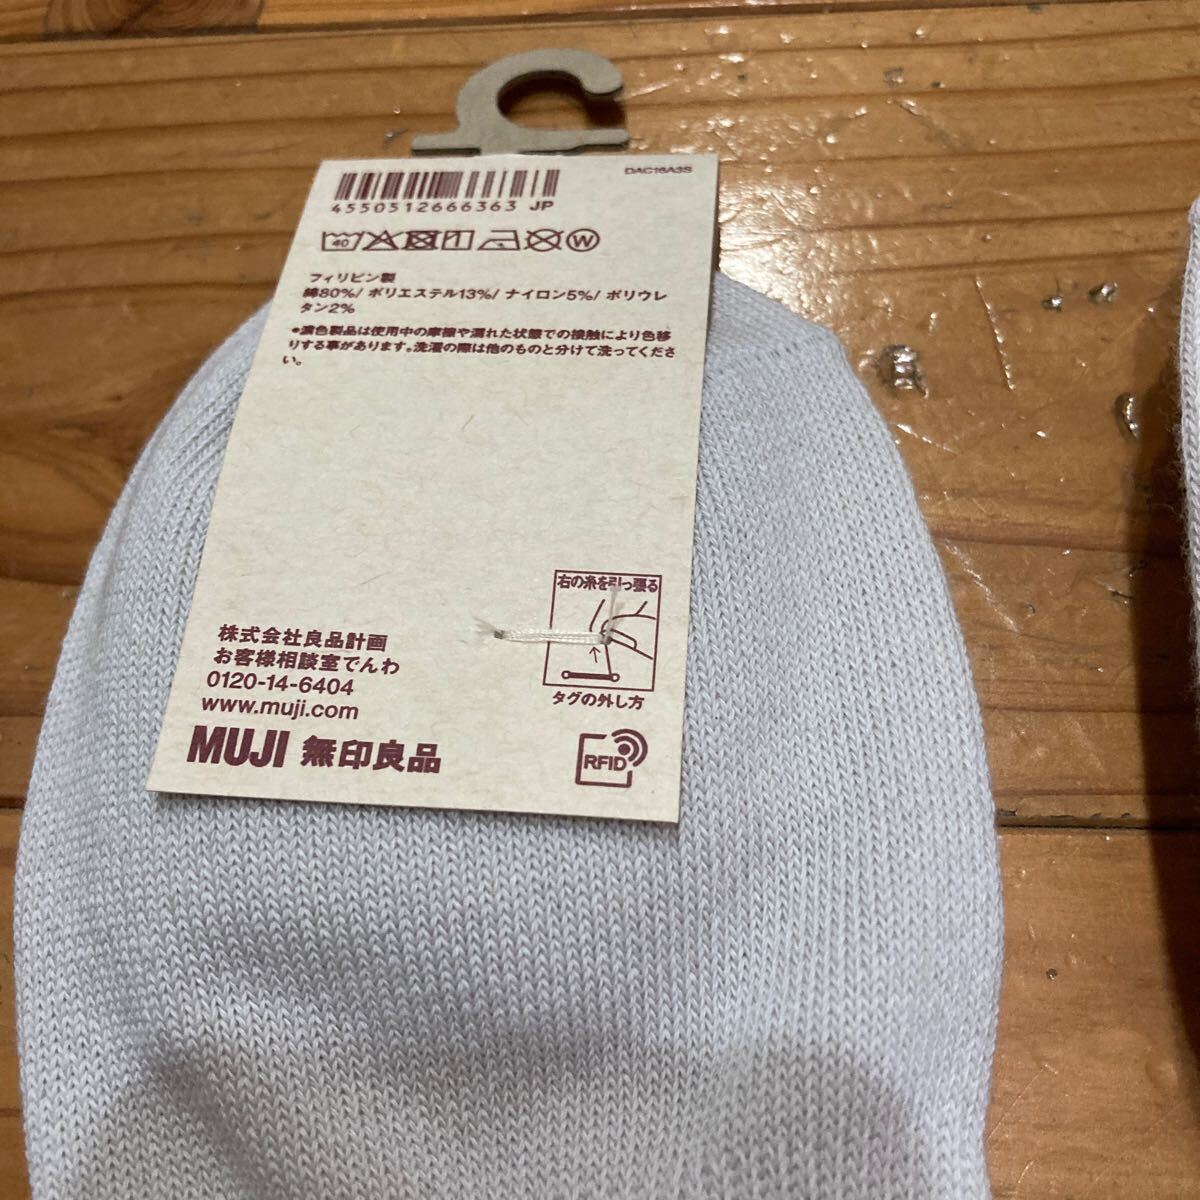 DAC16A3S
4550512666363 JP
40
W
フィリピン製
綿80%/ポリエステル13%/ナイロン5%/ポリウレ
タン2%
●濃色製品は使用中の摩擦や濡れた状態での接触により色移
りする事があります。洗濯の際は他のものと分けて洗ってくださ
い。
右の糸を引っ張る
タグの外し方
株式会社良品計画
お客様相談室でんわ
0120-14-6404
www.muji.com
MUJI 無印良品
RFID